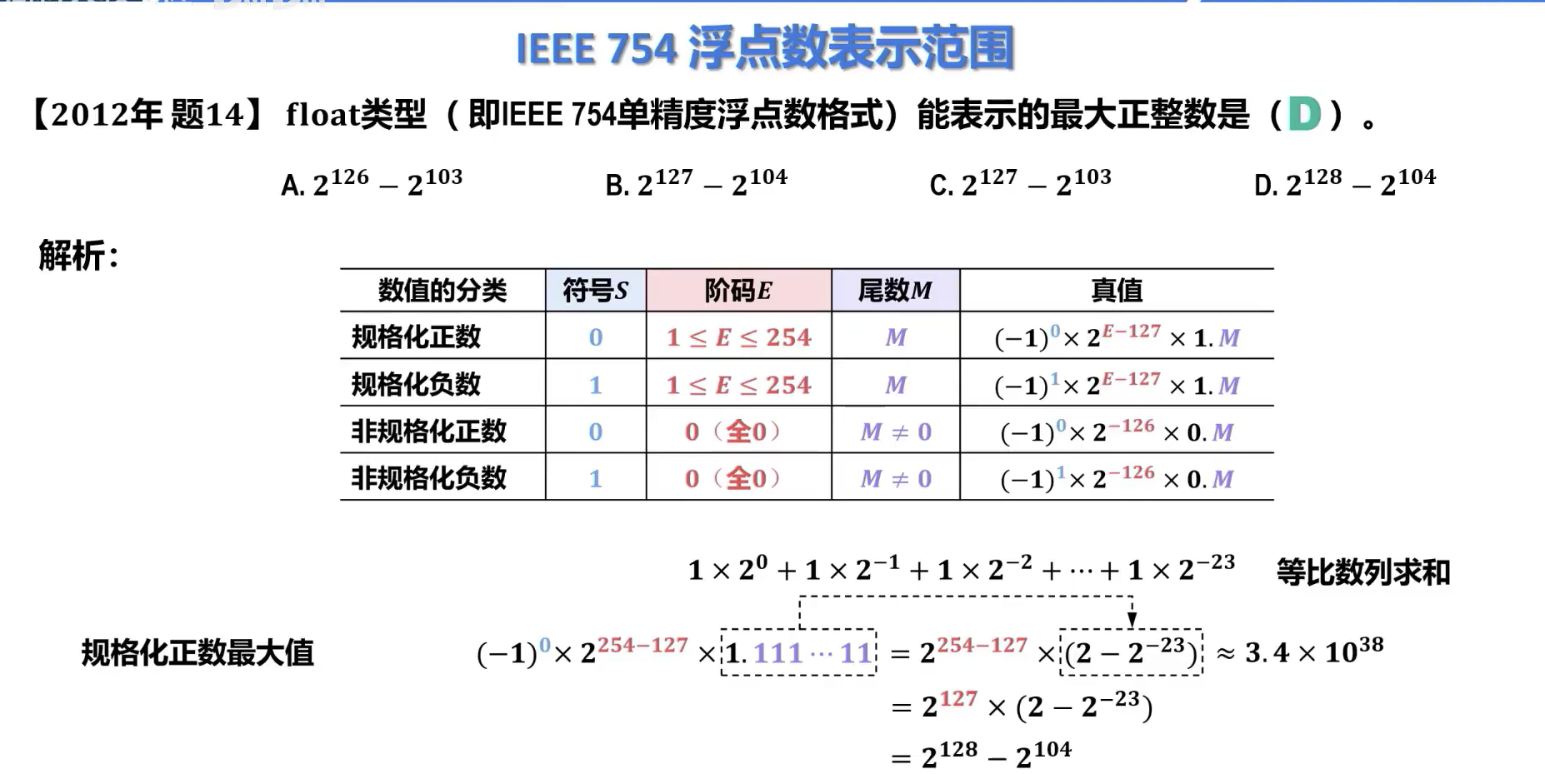 IEEE 754 浮点数表示范围
【2012年 题14】 float类型（即IEEE 754单精度浮点数格式）能表示的最大正整数是（D）。
A. 2^126 − 2^103 B. 2^127 − 2^104 C. 2^127 − 2^103 D. 2^128 − 2^104
解析：
数值的分类 符号S 阶码E 尾数M 真值
规格化正数 0 1 ≤ E ≤ 254 M (−1)^0 × 2^(E−127) × 1.M
规格化负数 1 1 ≤ E ≤ 254 M (−1)^1 × 2^(E−127) × 1.M
非规格化正数 0 0（全0） M ≠ 0 (−1)^0 × 2^(−126) × 0.M
非规格化负数 1 0（全0） M ≠ 0 (−1)^1 × 2^(−126) × 0.M
1 × 2^0 + 1 × 2^(−1) + 1 × 2^(−2) + ⋯ + 1 × 2^(−23) 等比数列求和
规格化正数最大值 (−1)^0 × 2^(254−127) × 1.111⋯11 = 2^(254−127) × (2 − 2^(−23)) ≈ 3.4 × 10^38
= 2^127 × (2 − 2^(−23))
= 2^128 − 2^104